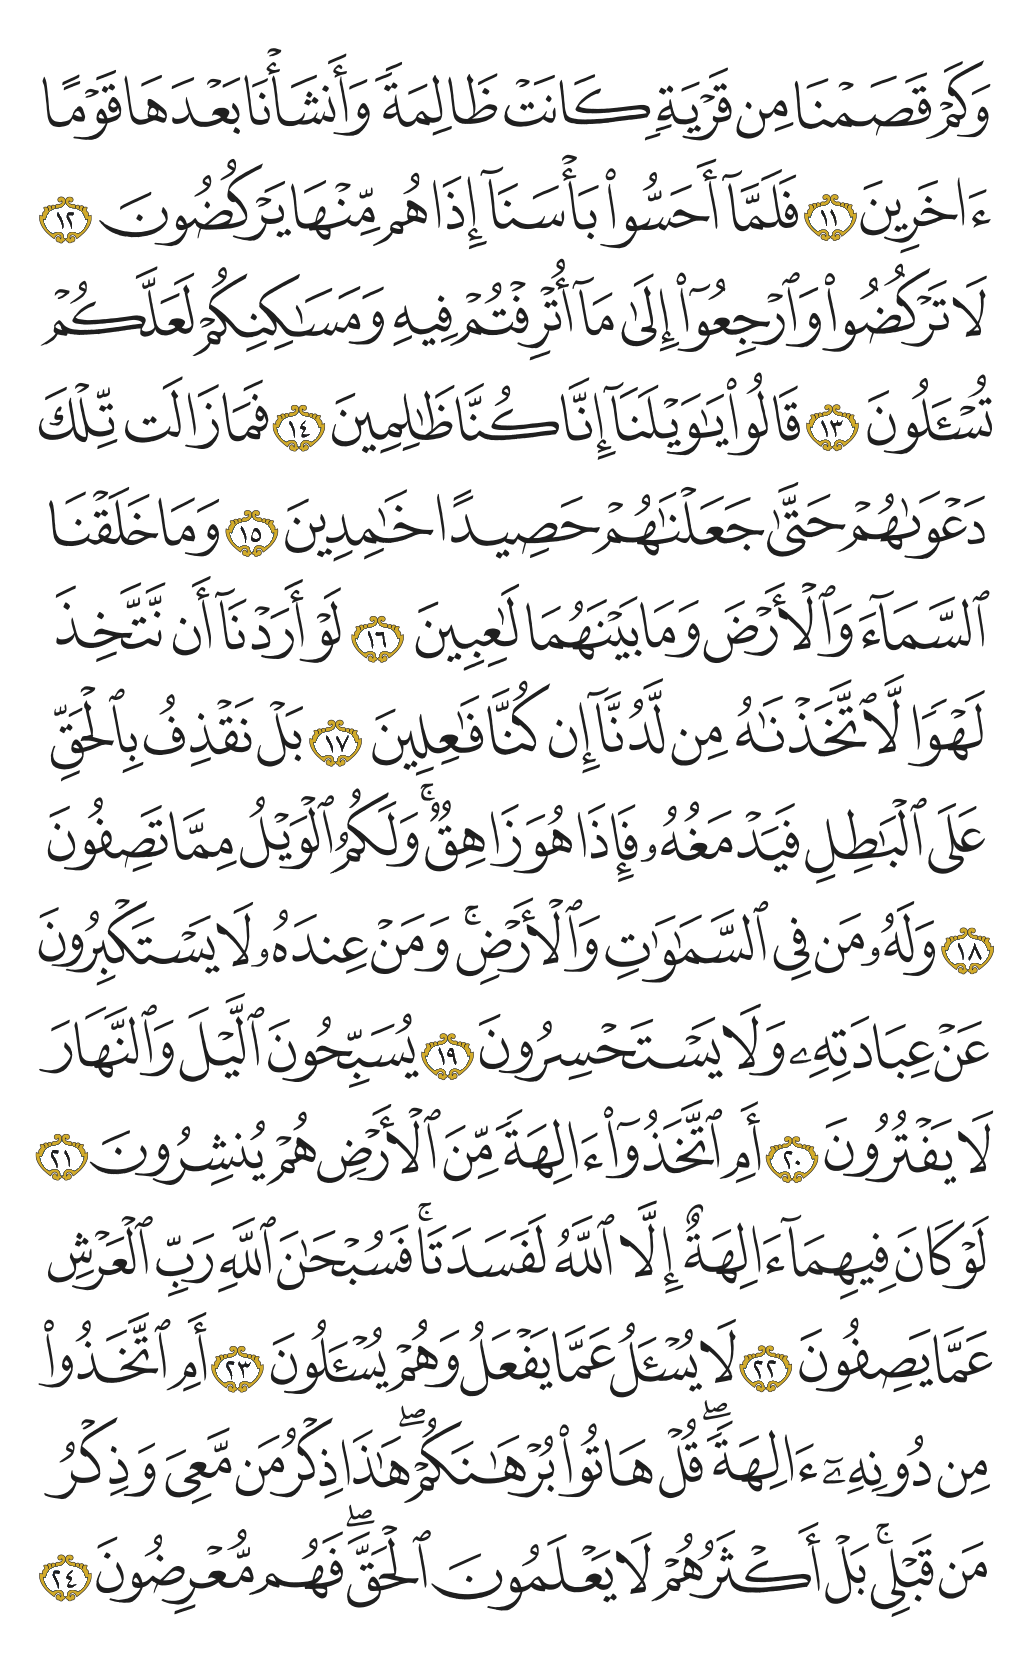 وَكَمۡ قَصَمۡنَا مِن قَرۡيَةٖ كَانَتۡ ظَالِمَةٗ وَأَنشَأۡنَا بَعۡدَهَا قَوۡمًا
ءَاخَرِينَ ١١ فَلَمَّآ أَحَسُّواْ بَأۡسَنَآ إِذَا هُم مِّنۡهَا يَرۡكُضُونَ ١٢
لَا تَرۡكُضُواْ وَٱرۡجِعُوٓاْ إِلَىٰ مَآ أُتۡرِفۡتُمۡ فِيهِ وَمَسَٰكِنِكُمۡ لَعَلَّكُمۡ
تُسۡـَٔلُونَ ١٣ قَالُواْ يَٰوَيۡلَنَآ إِنَّا كُنَّا ظَٰلِمِينَ ١٤ فَمَا زَالَت تِّلۡكَ
دَعۡوَىٰهُمۡ حَتَّىٰ جَعَلۡنَٰهُمۡ حَصِيدًا خَٰمِدِينَ ١٥ وَمَا خَلَقۡنَا
ٱلسَّمَآءَ وَٱلۡأَرۡضَ وَمَا بَيۡنَهُمَا لَٰعِبِينَ ١٦ لَوۡ أَرَدۡنَآ أَن نَّتَّخِذَ
لَهۡوٗا لَّٱتَّخَذۡنَٰهُ مِن لَّدُنَّآ إِن كُنَّا فَٰعِلِينَ ١٧ بَلۡ نَقۡذِفُ بِٱلۡحَقِّ
عَلَى ٱلۡبَٰطِلِ فَيَدۡمَغُهُۥ فَإِذَا هُوَ زَاهِقٞۚ وَلَكُمُ ٱلۡوَيۡلُ مِمَّا تَصِفُونَ
١٨ وَلَهُۥ مَن فِي ٱلسَّمَٰوَٰتِ وَٱلۡأَرۡضِۚ وَمَنۡ عِندَهُۥ لَا يَسۡتَكۡبِرُونَ
عَنۡ عِبَادَتِهِۦ وَلَا يَسۡتَحۡسِرُونَ ١٩ يُسَبِّحُونَ ٱلَّيۡلَ وَٱلنَّهَارَ
لَا يَفۡتُرُونَ ٢٠ أَمِ ٱتَّخَذُوٓاْ ءَالِهَةٗ مِّنَ ٱلۡأَرۡضِ هُمۡ يُنشِرُونَ ٢١
لَوۡ كَانَ فِيهِمَآ ءَالِهَةٌ إِلَّا ٱللَّهُ لَفَسَدَتَاۚ فَسُبۡحَٰنَ ٱللَّهِ رَبِّ ٱلۡعَرۡشِ
عَمَّا يَصِفُونَ ٢٢ لَا يُسۡـَٔلُ عَمَّا يَفۡعَلُ وَهُمۡ يُسۡـَٔلُونَ ٢٣ أَمِ ٱتَّخَذُواْ
مِن دُونِهِۦٓ ءَالِهَةٗۖ قُلۡ هَاتُواْ بُرۡهَٰنَكُمۡۖ هَٰذَا ذِكۡرُ مَن مَّعِيَ وَذِكۡرُ
مَن قَبۡلِيۚ بَلۡ أَكۡثَرُهُمۡ لَا يَعۡلَمُونَ ٱلۡحَقَّۖ فَهُم مُّعۡرِضُونَ ٢٤